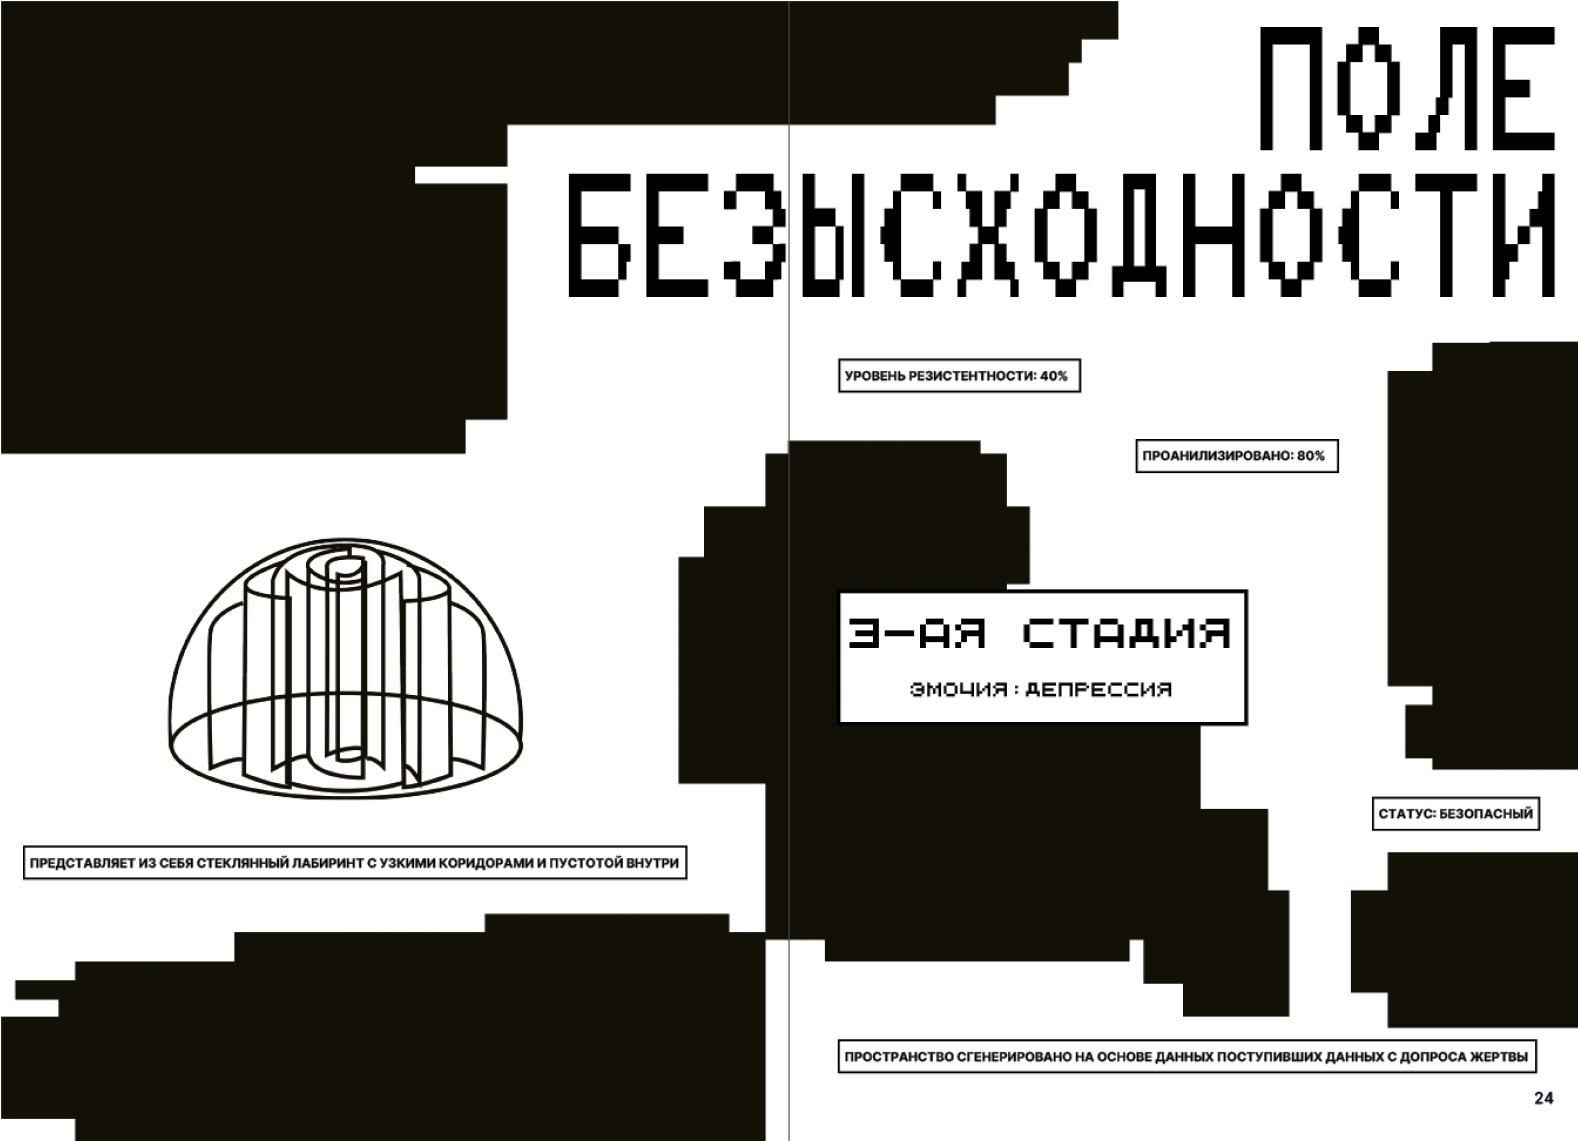 ПОЛЕ
БЕЗЫСХОДНОСТИ
УРОВЕНЬ РЕЗИСТЕНТНОСТИ: 40%
ПРОАНИЛИЗИРОВАНО: 80%
3-АЯ СТАДИЯ
ЭМОЧИЯ: ДЕПРЕССИЯ
СТАТУС: БЕЗОПАСНЫЙ
ПРЕДСТАВЛЯЕТ ИЗ СЕБЯ СТЕКЛЯННЫЙ ЛАБИРИНТ С УЗКИМИ КОРИДОРАМИ И ПУСТОТОЙ ВНУТРИ
ПРОСТРАНСТВО СГЕНЕРИРОВАНО НА ОСНОВЕ ДАННЫХ ПОСТУПИВШИХ ДАННЫХ С ДОПРОСА ЖЕРТВЫ
24